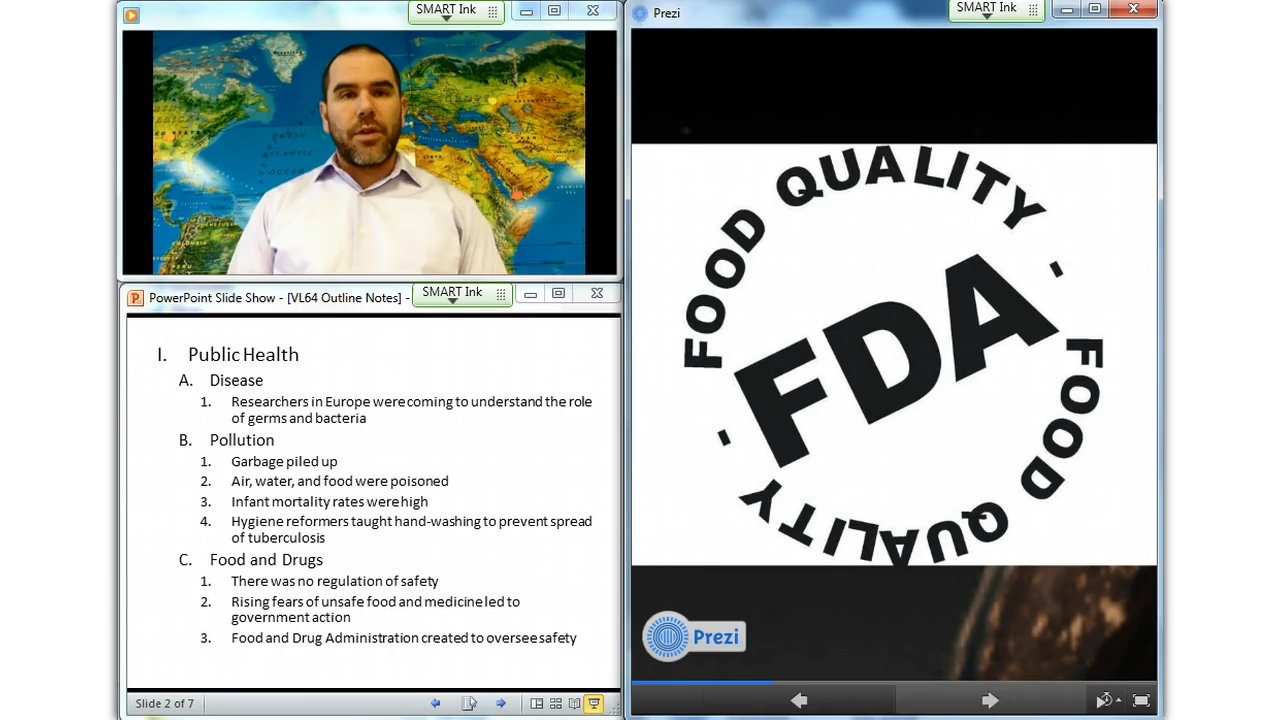 SMART Ink
Prezi
SMART Ink
PowerPoint Slide Show - [VL64 Outline Notes] -
SMART Ink
I. Public Health
A. Disease
1. Researchers in Europe were coming to understand the role
of germs and bacteria
B. Pollution
1. Garbage piled up
2. Air, water, and food were poisoned
3. Infant mortality rates were high
4. Hygiene reformers taught hand-washing to prevent spread
of tuberculosis
C. Food and Drugs
1. There was no regulation of safety
2. Rising fears of unsafe food and medicine led to
government action
3. Food and Drug Administration created to oversee safety
Slide 2 of 7
FOOD QUALITY -
FDA
FOOD QUALITY -
Prezi